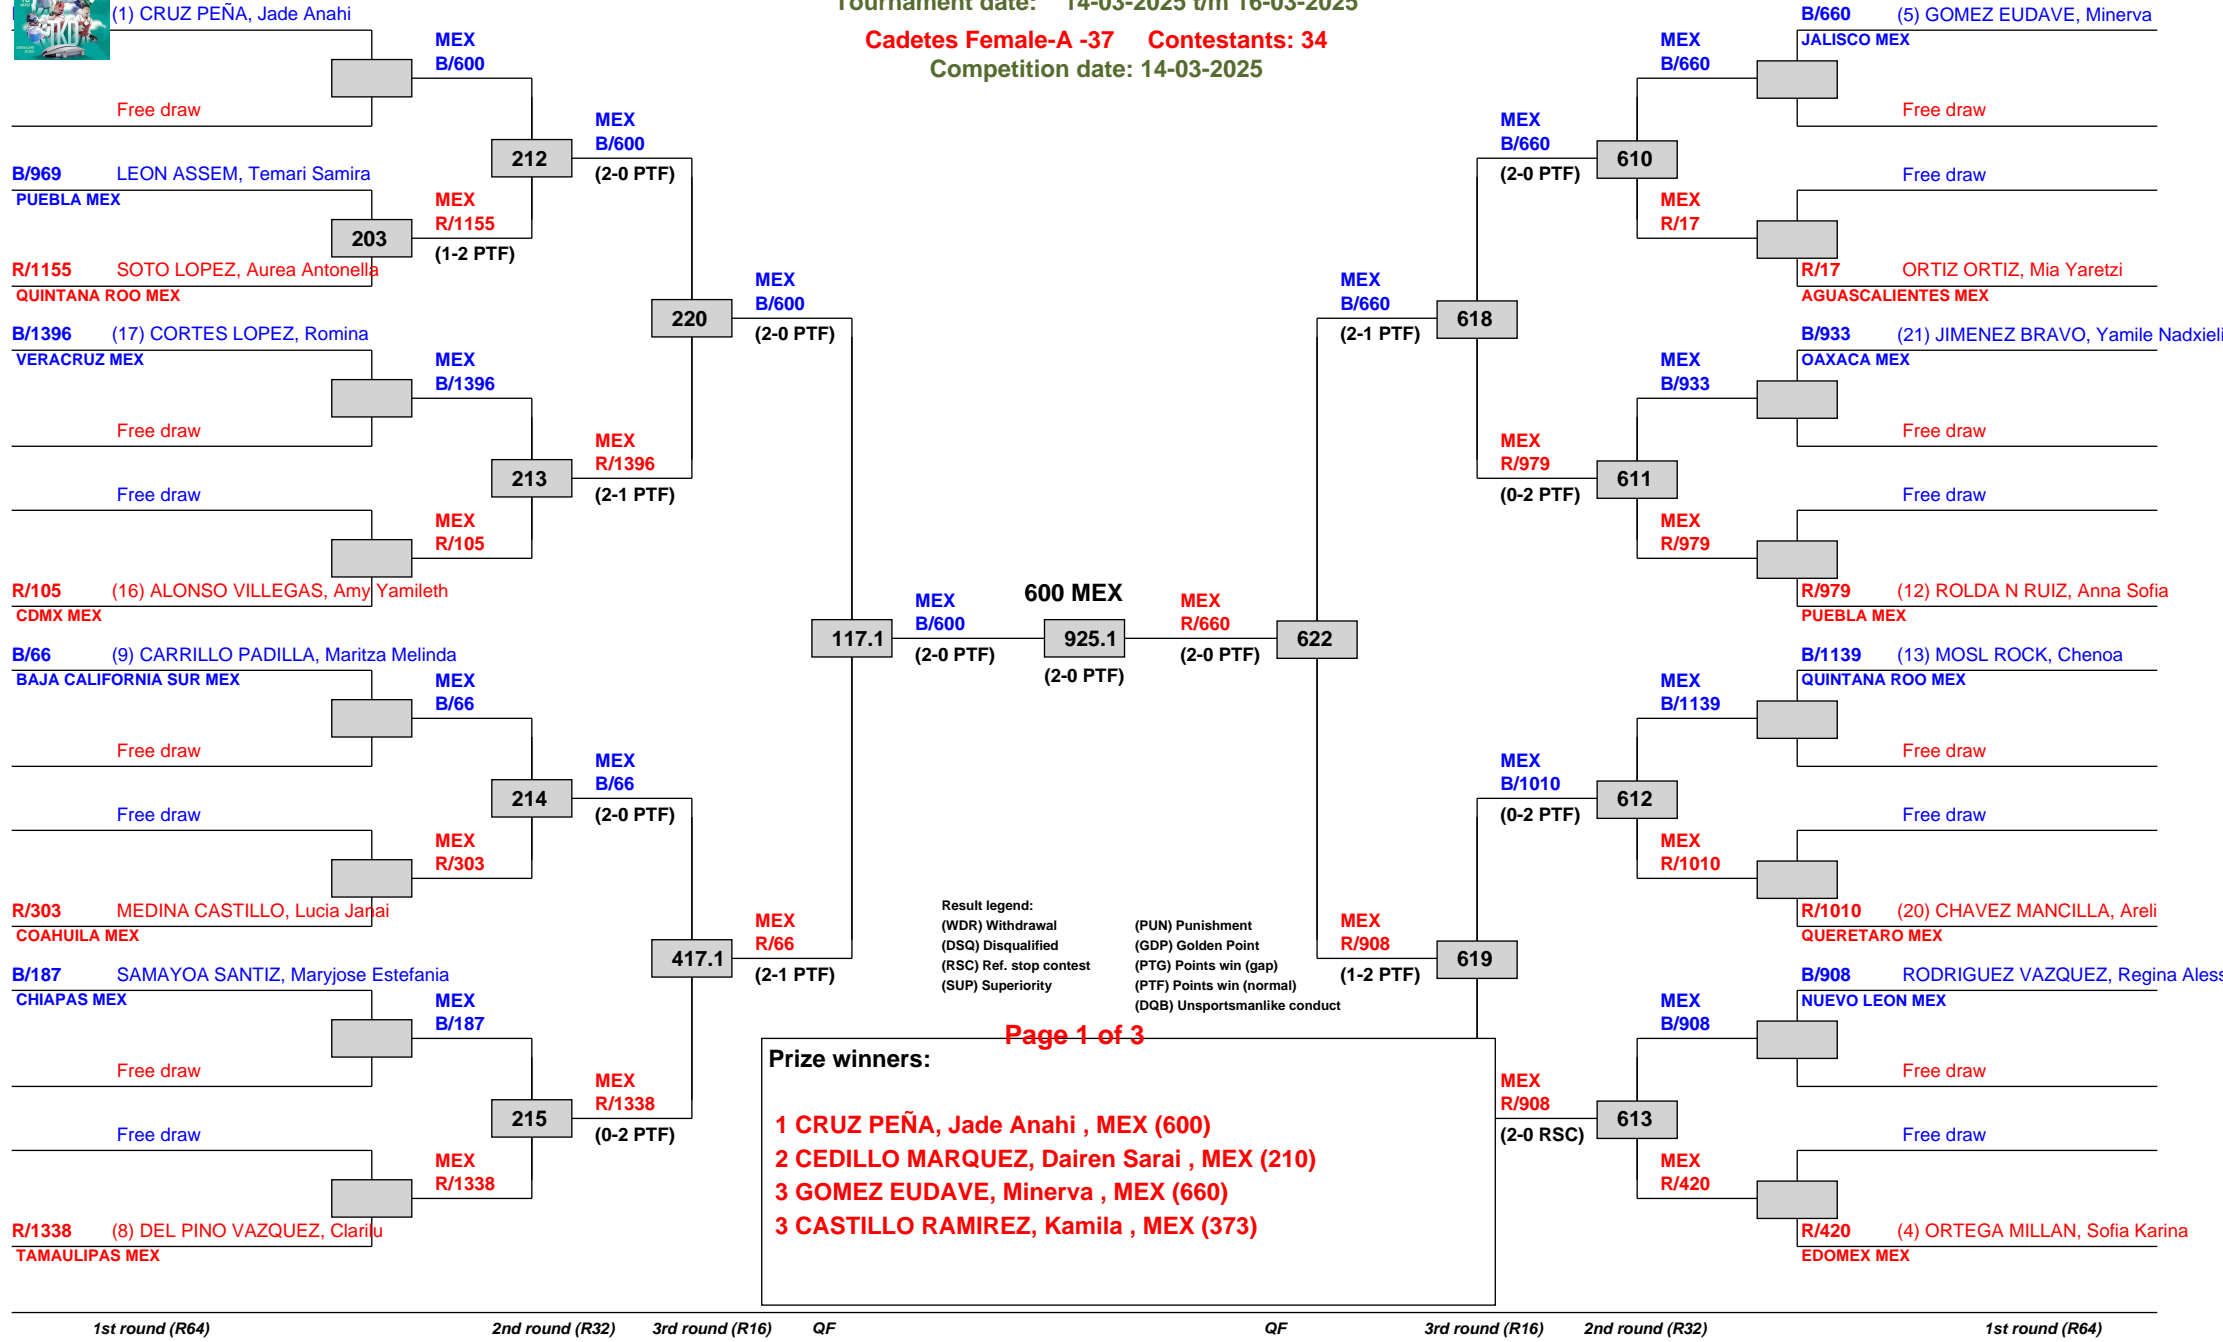 Tournament date: 14-03-2025 t/m 16-03-2025
Cadetes Female-A -37 Contestants: 34
Competition date: 14-03-2025
(1) CRUZ PEÑA, Jade Anahi
MEX
B/600
Free draw
212
MEX
B/600
(2-0 PTF)
B/969 LEON ASSEM, Temari Samira
PUEBLA MEX
203
MEX
R/1155
(1-2 PTF)
R/1155 SOTO LOPEZ, Aurea Antonella
QUINTANA ROO MEX
220
MEX
B/600
(2-0 PTF)
B/1396 (17) CORTES LOPEZ, Romina
VERACRUZ MEX
MEX
B/1396
Free draw
213
MEX
R/1396
(2-1 PTF)
Free draw
MEX
R/105
R/105 (16) ALONSO VILLEGAS, Amy Yamileth
CDMX MEX
117.1
MEX
B/600
(2-0 PTF)
B/66 (9) CARRILLO PADILLA, Maritza Melinda
BAJA CALIFORNIA SUR MEX
MEX
B/66
Free draw
214
MEX
B/66
(2-0 PTF)
Free draw
MEX
R/303
R/303 MEDINA CASTILLO, Lucia Janai
COAHUILA MEX
417.1
MEX
R/66
(2-1 PTF)
B/187 SAMAYOA SANTIZ, Maryjose Estefania
CHIAPAS MEX
MEX
B/187
Free draw
215
MEX
R/1338
(0-2 PTF)
Free draw
MEX
R/1338
R/1338 (8) DEL PINO VAZQUEZ, Clarilu
TAMAULIPAS MEX
600 MEX
925.1
(2-0 PTF)
MEX
R/660
(2-0 PTF)
622
B/660 (5) GOMEZ EUDAVE, Minerva
JALISCO MEX
MEX
B/660
Free draw
MEX
B/660
(2-0 PTF)
610
Free draw
MEX
R/17
R/17 ORTIZ ORTIZ, Mia Yaretzi
AGUASCALIENTES MEX
MEX
B/660
(2-1 PTF)
618
B/933 (21) JIMENEZ BRAVO, Yamile Nadxieli
OAXACA MEX
MEX
B/933
Free draw
MEX
R/979
(0-2 PTF)
611
Free draw
MEX
R/979
R/979 (12) ROLDA N RUIZ, Anna Sofia
PUEBLA MEX
B/1139 (13) MOSL ROCK, Chenoa
QUINTANA ROO MEX
MEX
B/1139
Free draw
MEX
B/1010
(0-2 PTF)
612
Free draw
MEX
R/1010
R/1010 (20) CHAVEZ MANCILLA, Areli
QUERETARO MEX
MEX
R/908
(1-2 PTF)
619
B/908 RODRIGUEZ VAZQUEZ, Regina Aless
NUEVO LEON MEX
MEX
B/908
Free draw
MEX
R/908
(2-0 RSC)
613
Free draw
MEX
R/420
R/420 (4) ORTEGA MILLAN, Sofia Karina
EDOMEX MEX
Result legend:
(WDR) Withdrawal (PUN) Punishment
(DSQ) Disqualified (GDP) Golden Point
(RSC) Ref. stop contest (PTG) Points win (gap)
(SUP) Superiority (PTF) Points win (normal)
(DQB) Unsportsmanlike conduct
Page 1 of 3
Prize winners:
1 CRUZ PEÑA, Jade Anahi , MEX (600)
2 CEDILLO MARQUEZ, Dairen Sarai , MEX (210)
3 GOMEZ EUDAVE, Minerva , MEX (660)
3 CASTILLO RAMIREZ, Kamila , MEX (373)
1st round (R64) 2nd round (R32) 3rd round (R16) QF QF 3rd round (R16) 2nd round (R32) 1st round (R64)